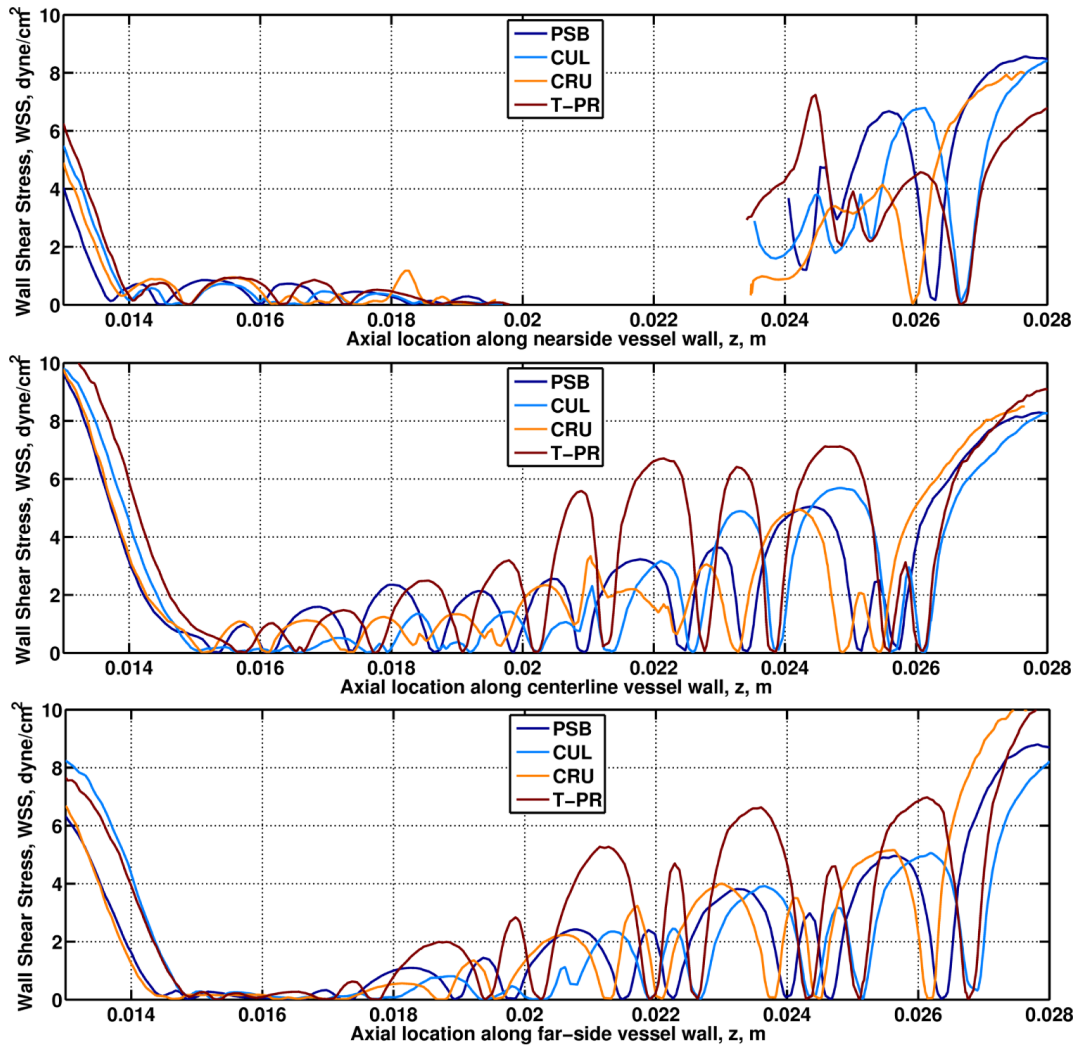 Wall Shear Stress, WSS, dyne/cm²
10
8
6
4
2
0
PSB
CUL
CRU
T−PR
0.014 0.016 0.018 0.02 0.022 0.024 0.026 0.028
Axial location along nearside vessel wall, z, m
Wall Shear Stress, WSS, dyne/cm²
10
8
6
4
2
0
PSB
CUL
CRU
T−PR
0.014 0.016 0.018 0.02 0.022 0.024 0.026 0.028
Axial location along centerline vessel wall, z, m
Wall Shear Stress, WSS, dyne/cm²
10
8
6
4
2
0
PSB
CUL
CRU
T−PR
0.014 0.016 0.018 0.02 0.022 0.024 0.026 0.028
Axial location along far−side vessel wall, z, m